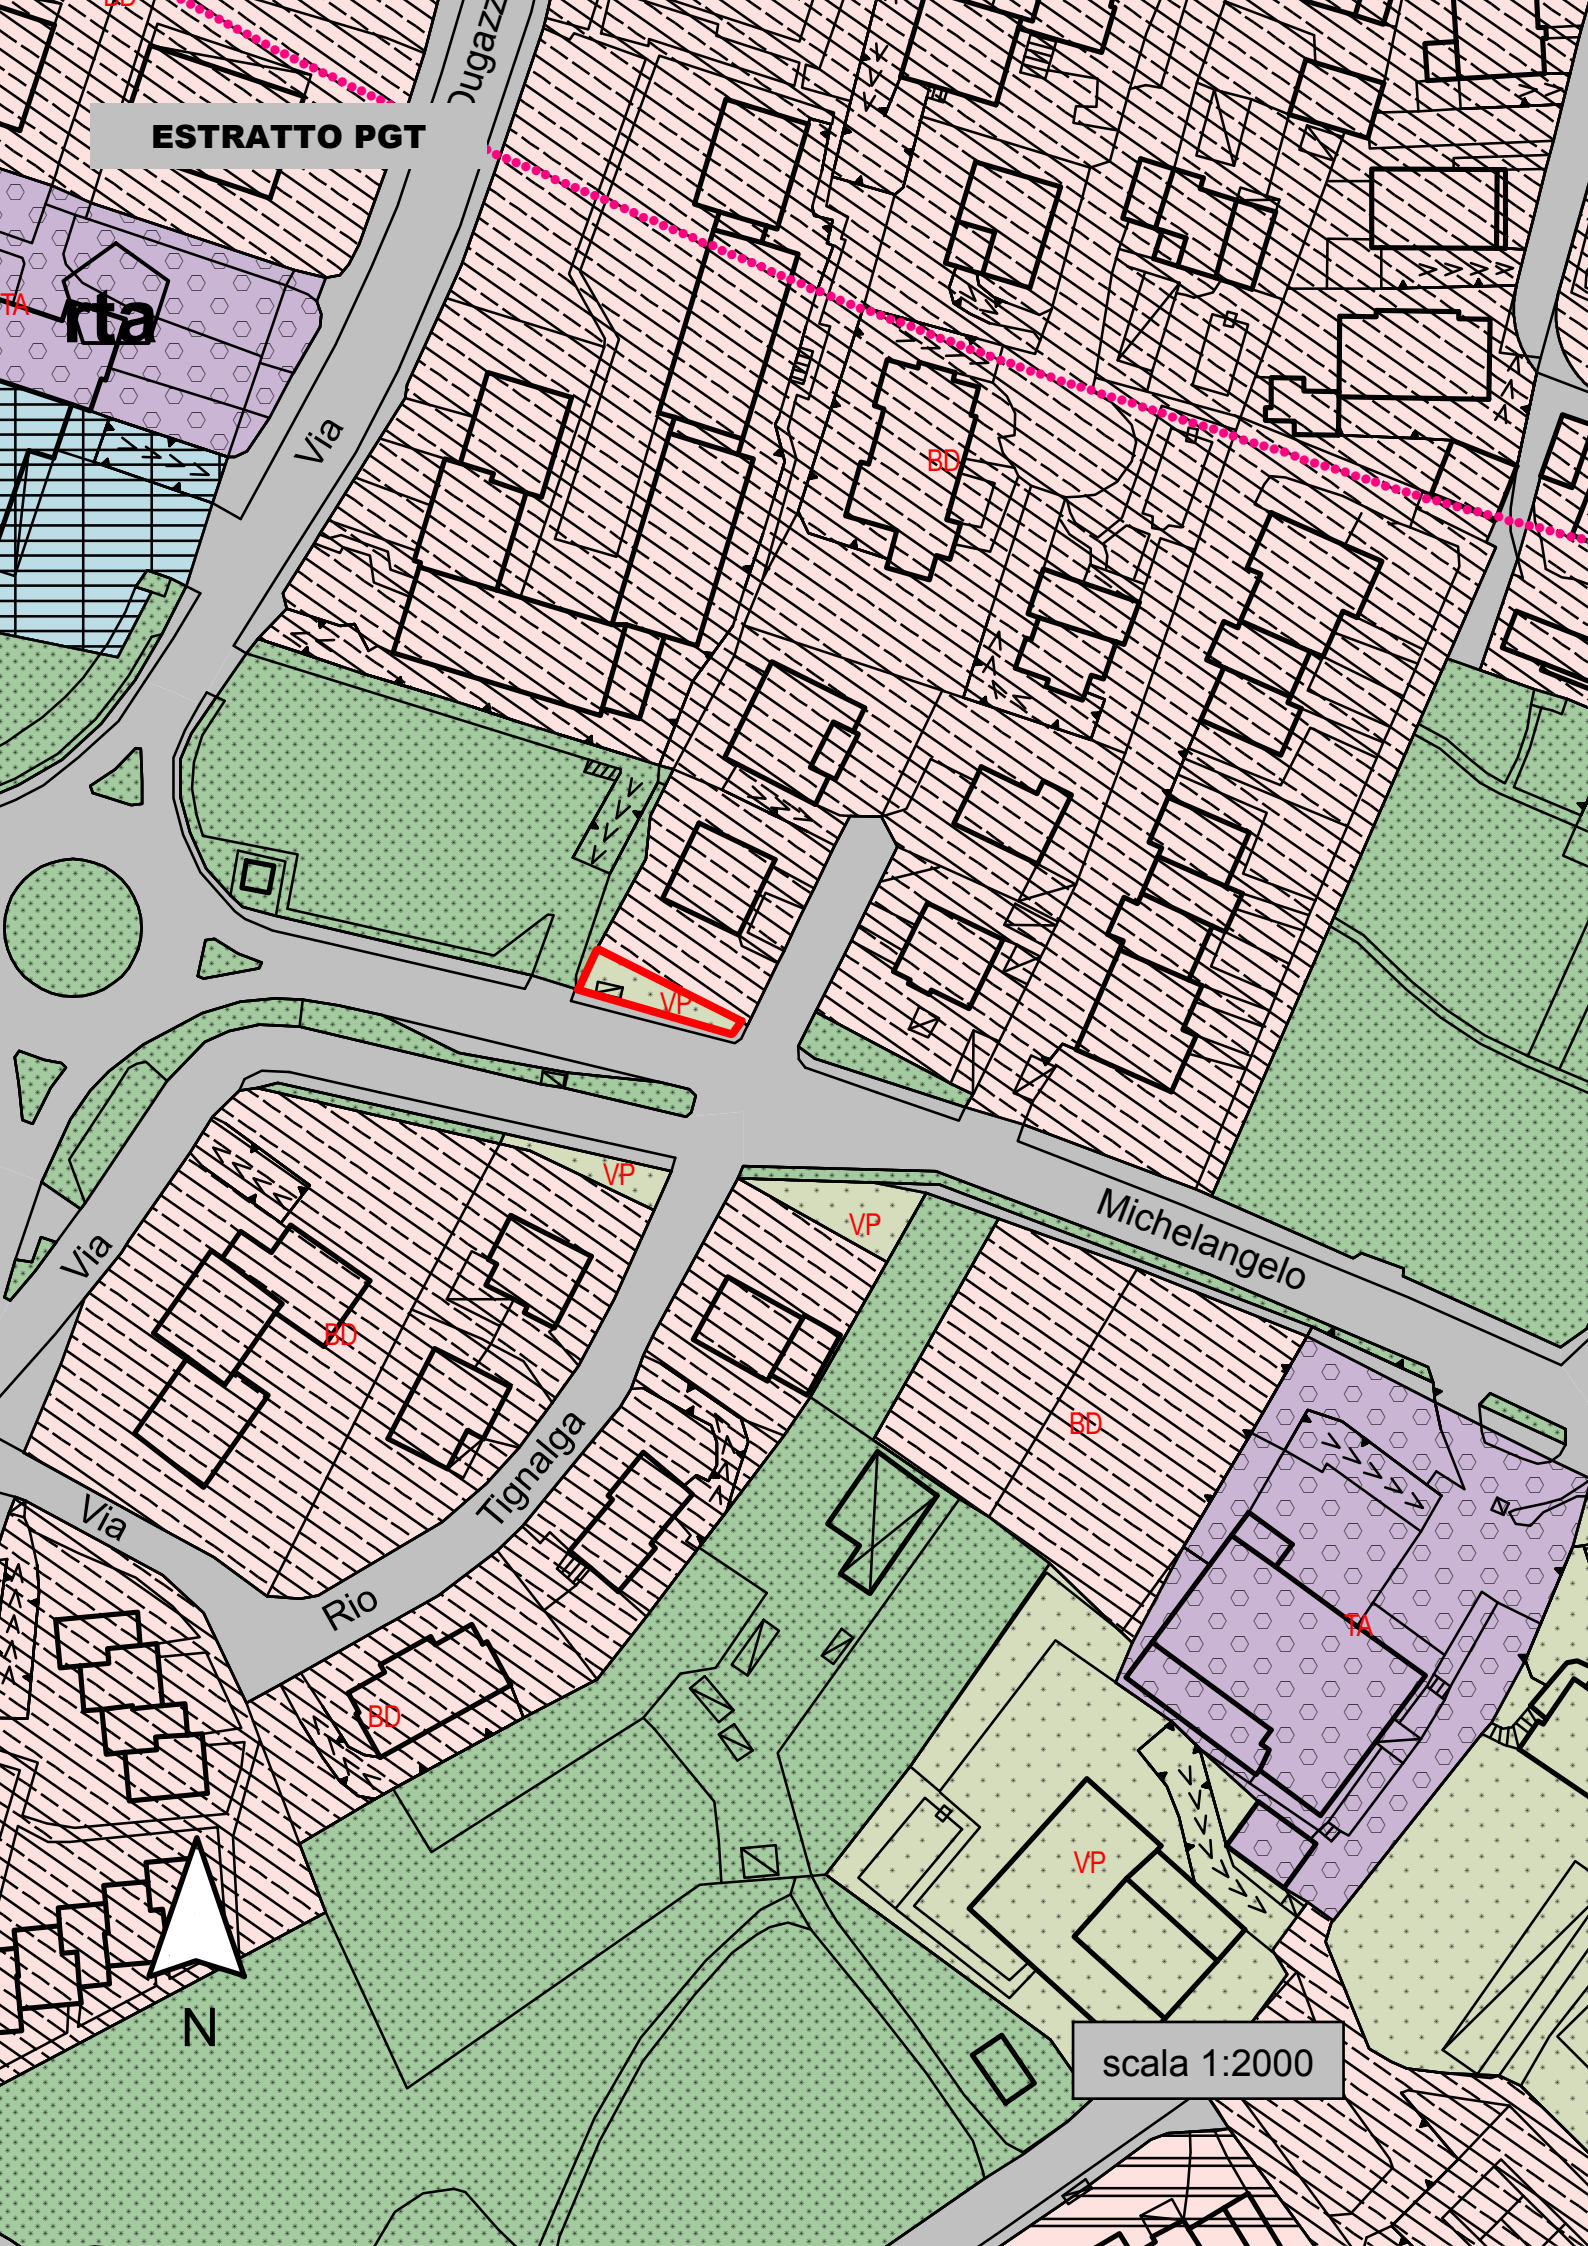 BD
Dugazz
ESTRATTO PGT
TA
rta
Via
BD
VP
VP
VP
Michelangelo
Via
BD
BD
Tignalga
Via
Rio
TA
BD
VP
N
scala 1:2000